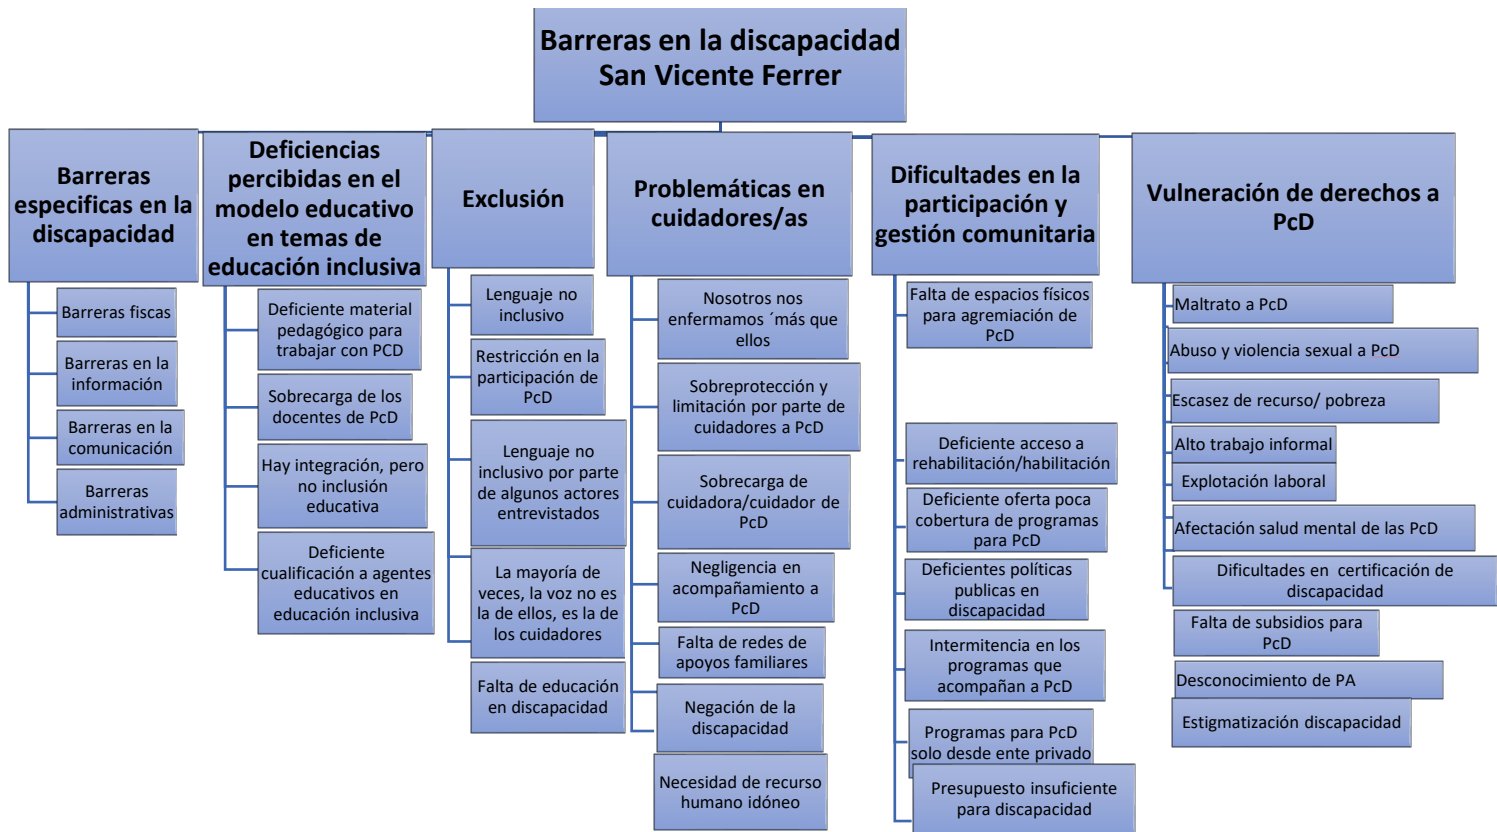 Barreras en la discapacidad
San Vicente Ferrer
Barreras
especificas en la
discapacidad
Barreras fiscas
Barreras en la
información
Barreras en la
comunicación
Barreras
administrativas
Deficiencias
percibidas en el
modelo educativo
en temas de
educación inclusiva
Deficiente material
pedagógico para
trabajar con PCD
Sobrecarga de los
docentes de PcD
Hay integración, pero
no inclusión
educativa
Deficiente
cualificación a agentes
educativos en
educación inclusiva
Exclusión
Lenguaje no
inclusivo
Restricción en la
participación de
PcD
Lenguaje no
inclusivo por parte
de algunos actores
entrevistados
La mayoría de
veces, la voz no es
la de ellos, es la de
los cuidadores
Falta de educación
en discapacidad
Problemáticas en
cuidadores/as
Nosotros nos
enfermamos ´más que
ellos
Sobreprotección y
limitación por parte de
cuidadores a PcD
Sobrecarga de
cuidadora/cuidador de
PcD
Negligencia en
acompañamiento a
PcD
Falta de redes de
apoyos familiares
Negación de la
discapacidad
Necesidad de recurso
humano idóneo
Dificultades en la
participación y
gestión comunitaria
Falta de espacios físicos
para agremiación de
PcD
Deficiente acceso a
rehabilitación/habilitación
Deficiente oferta poca
cobertura de programas
para PcD
Deficientes políticas
publicas en
discapacidad
Intermitencia en los
programas que
acompañan a PcD
Programas para PcD
solo desde ente privado
Presupuesto insuficiente
para discapacidad
Vulneración de derechos a
PcD
Maltrato a PcD
Abuso y violencia sexual a PcD
Escasez de recurso/ pobreza
Alto trabajo informal
Explotación laboral
Afectación salud mental de las PcD
Dificultades en certificación de
discapacidad
Falta de subsidios para
PcD
Desconocimiento de PA
Estigmatización discapacidad